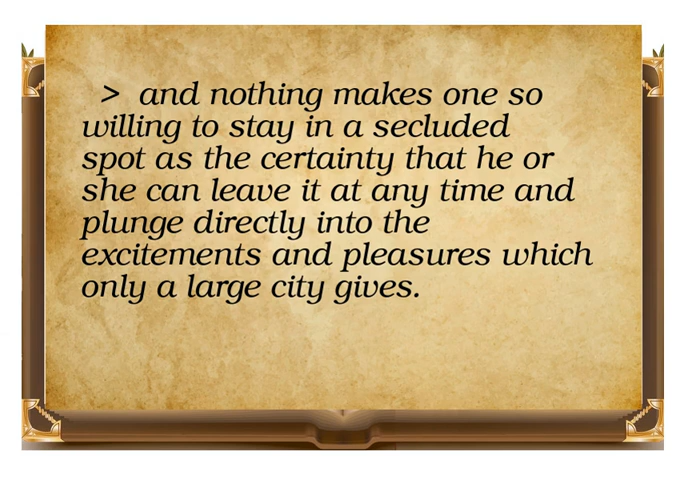 > and nothing makes one so
willing to stay in a secluded
spot as the certainty that he or
she can leave it at any time and
plunge directly into the
excitements and pleasures which
only a large city gives.